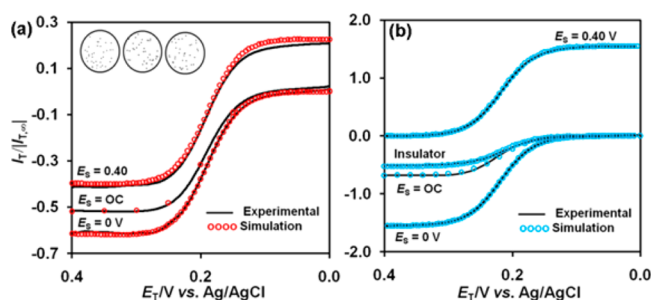 (a)
0.3
0.1
-0.1
-0.3
-0.5
-0.7
I_T/|I_T,∞|
E_S = 0.40
E_S = OC
E_S = 0 V
Experimental
Simulation
0.4
0.2
0.0
E_T/V vs. Ag/AgCl
(b)
2.0
1.0
0.0
-1.0
-2.0
E_S = 0.40 V
Insulator
E_S = OC
E_S = 0 V
Experimental
Simulation
0.4
0.2
0.0
E_T/V vs. Ag/AgCl